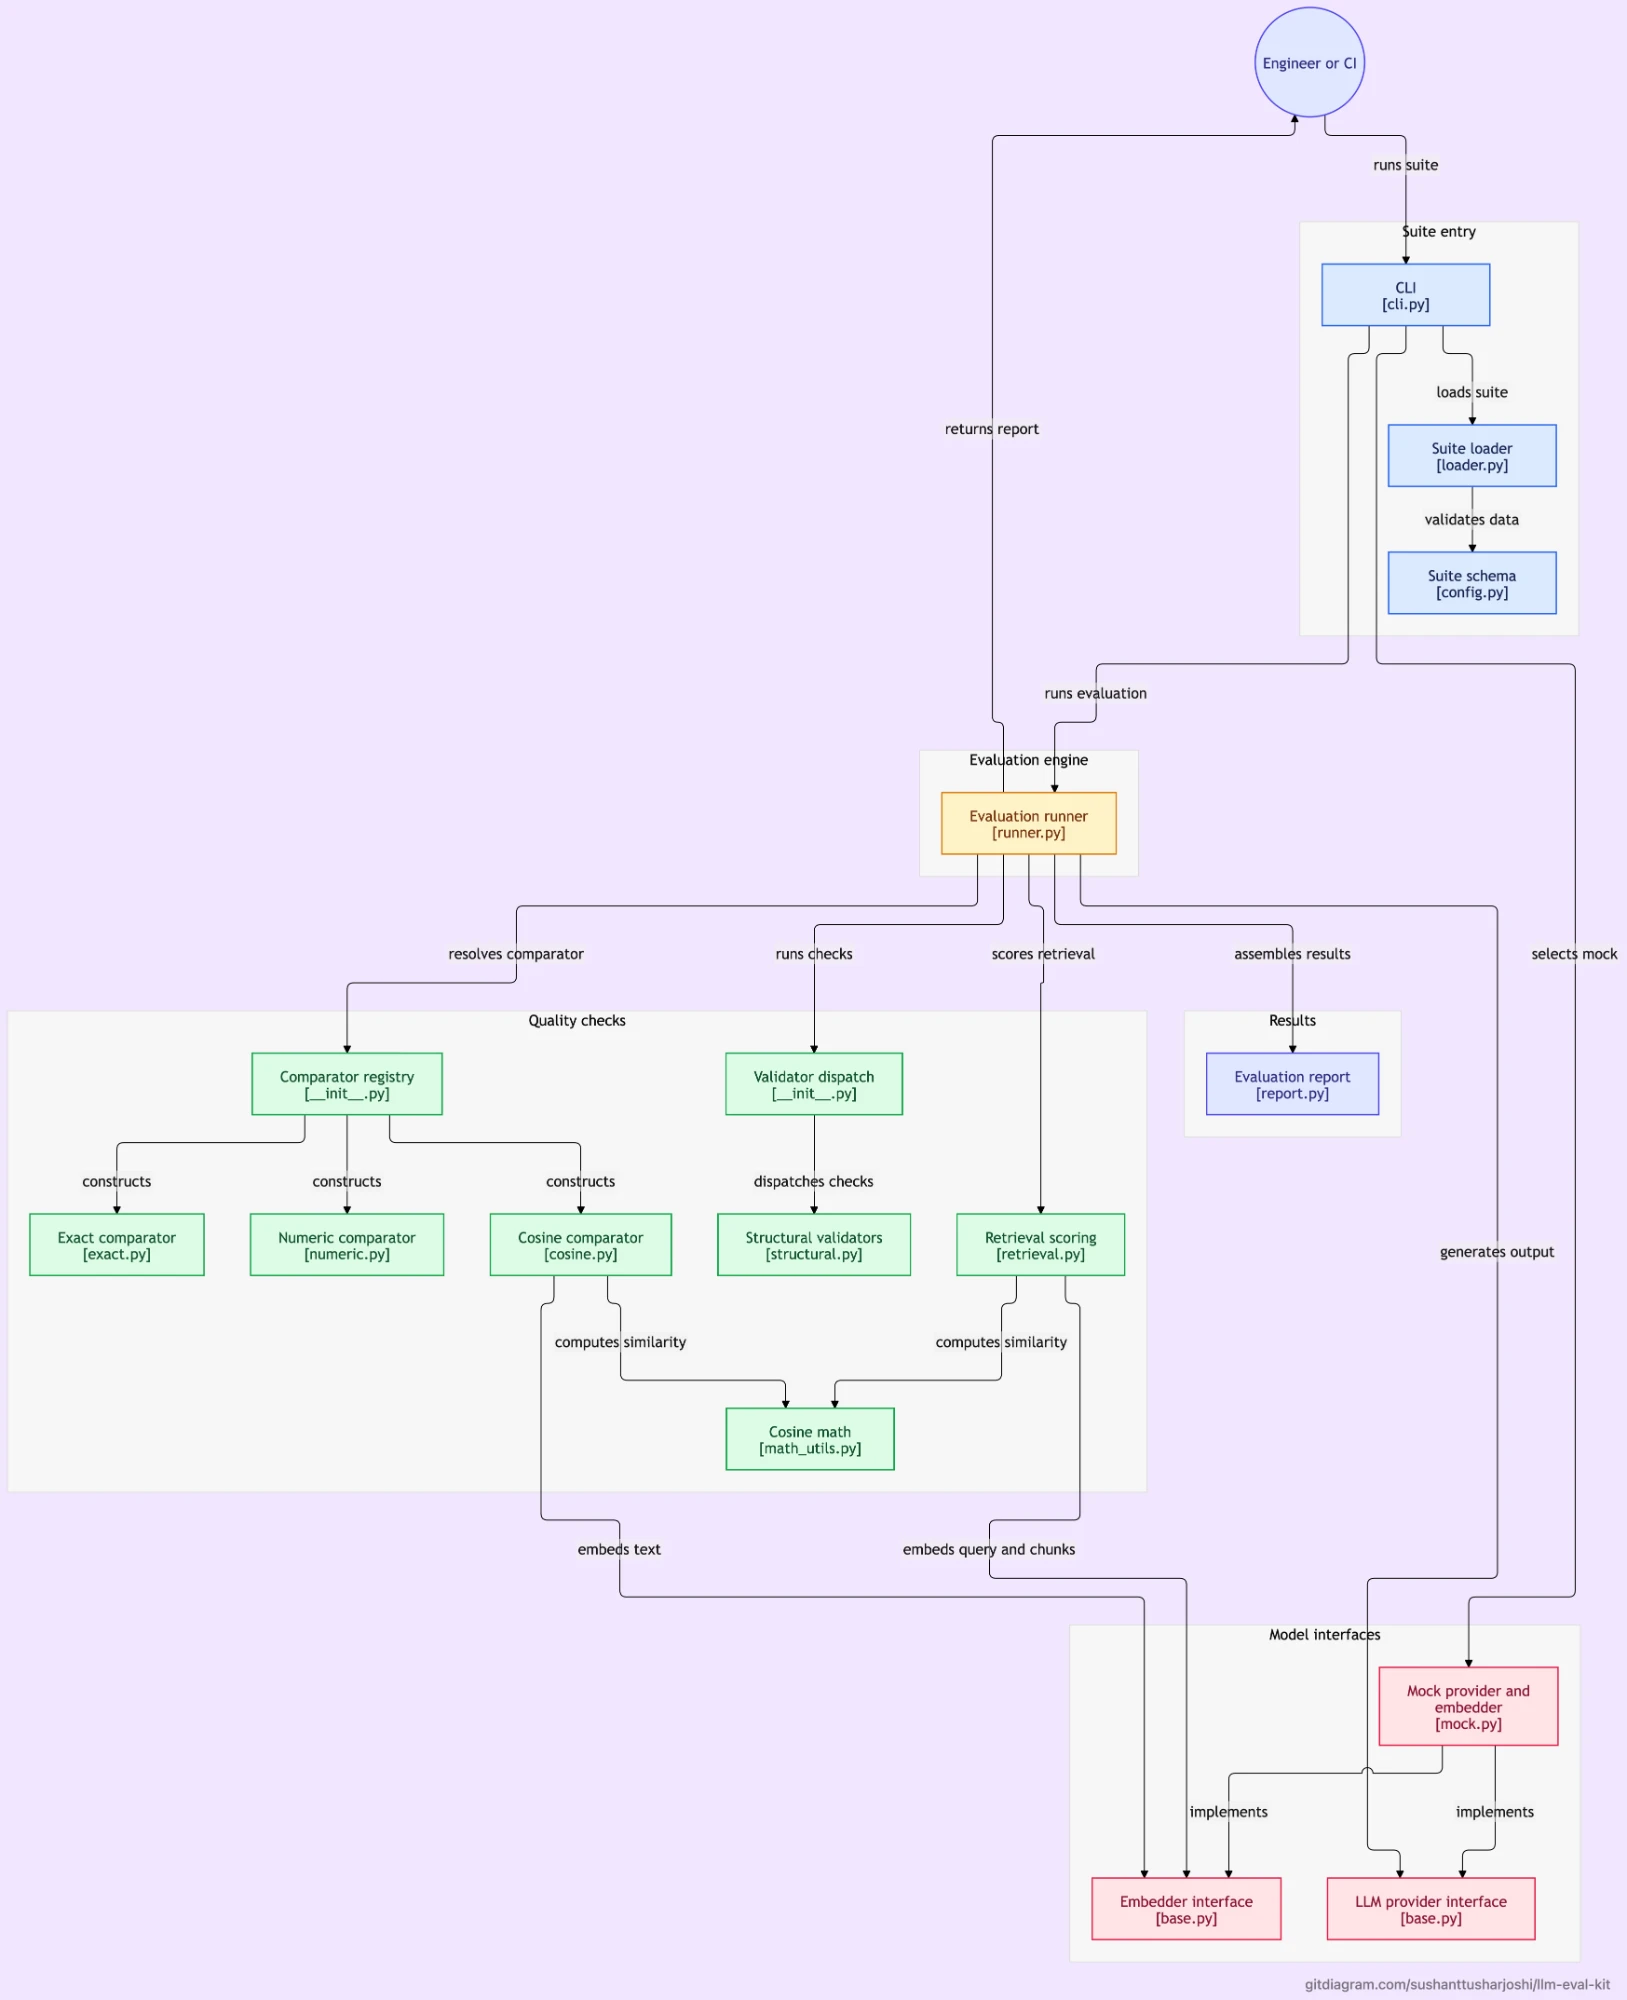 Engineer or CI
runs suite
Suite entry
CLI
[cli.py]
loads suite
returns report
Suite loader
[loader.py]
validates data
Suite schema
[config.py]
runs evaluation
Evaluation engine
Evaluation runner
[runner.py]
resolves comparator
runs checks
scores retrieval
assembles results
selects mock
Quality checks
Results
Comparator registry
[__init__.py]
Validator dispatch
[__init__.py]
Evaluation report
[report.py]
constructs
constructs
constructs
dispatches checks
Exact comparator
[exact.py]
Numeric comparator
[numeric.py]
Cosine comparator
[cosine.py]
Structural validators
[structural.py]
Retrieval scoring
[retrieval.py]
generates output
computes similarity
computes similarity
Cosine math
[math_utils.py]
embeds text
embeds query and chunks
Model interfaces
Mock provider and
embedder
[mock.py]
implements
implements
Embedder interface
[base.py]
LLM provider interface
[base.py]
gitdiagram.com/sushanttusharjoshi/llm-eval-kit